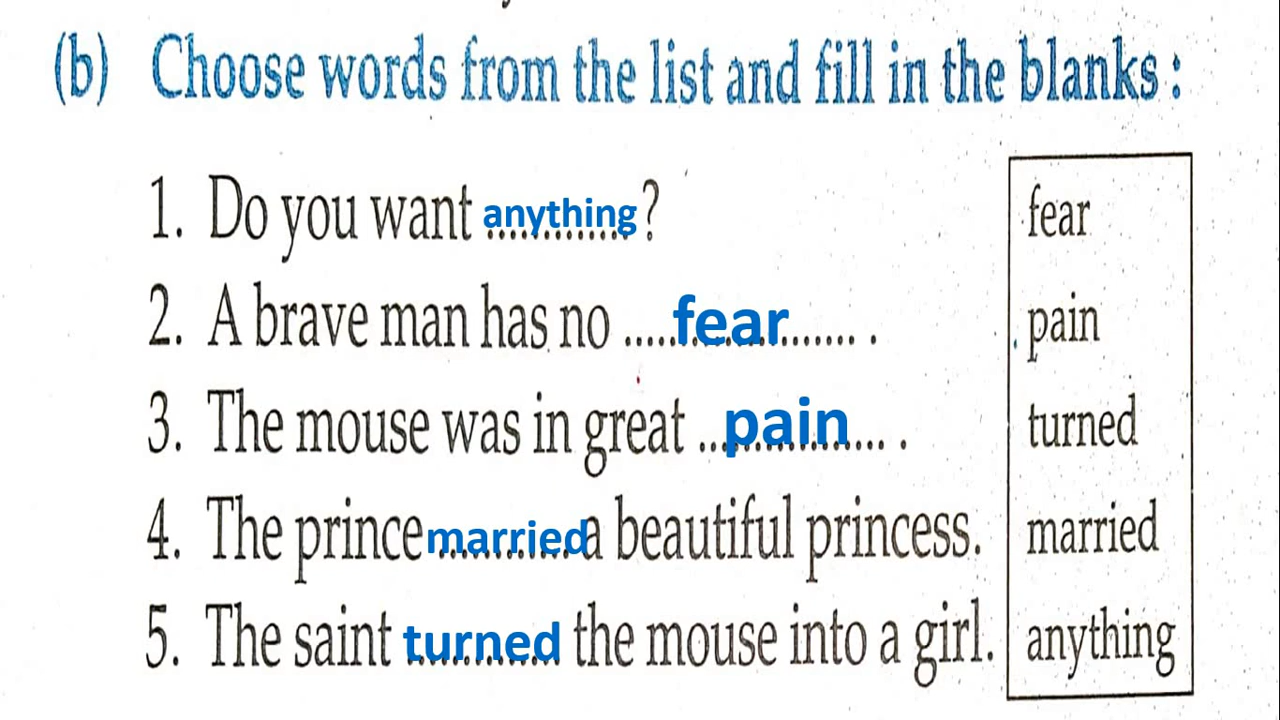 (b) Choose words from the list and fill in the blanks :
1. Do you want anything ?
2. A brave man has no ....fear....... .
3. The mouse was in great ..pain.... .
4. The prince married a beautiful princess.
5. The saint turned the mouse into a girl.
fear
pain
turned
married
anything